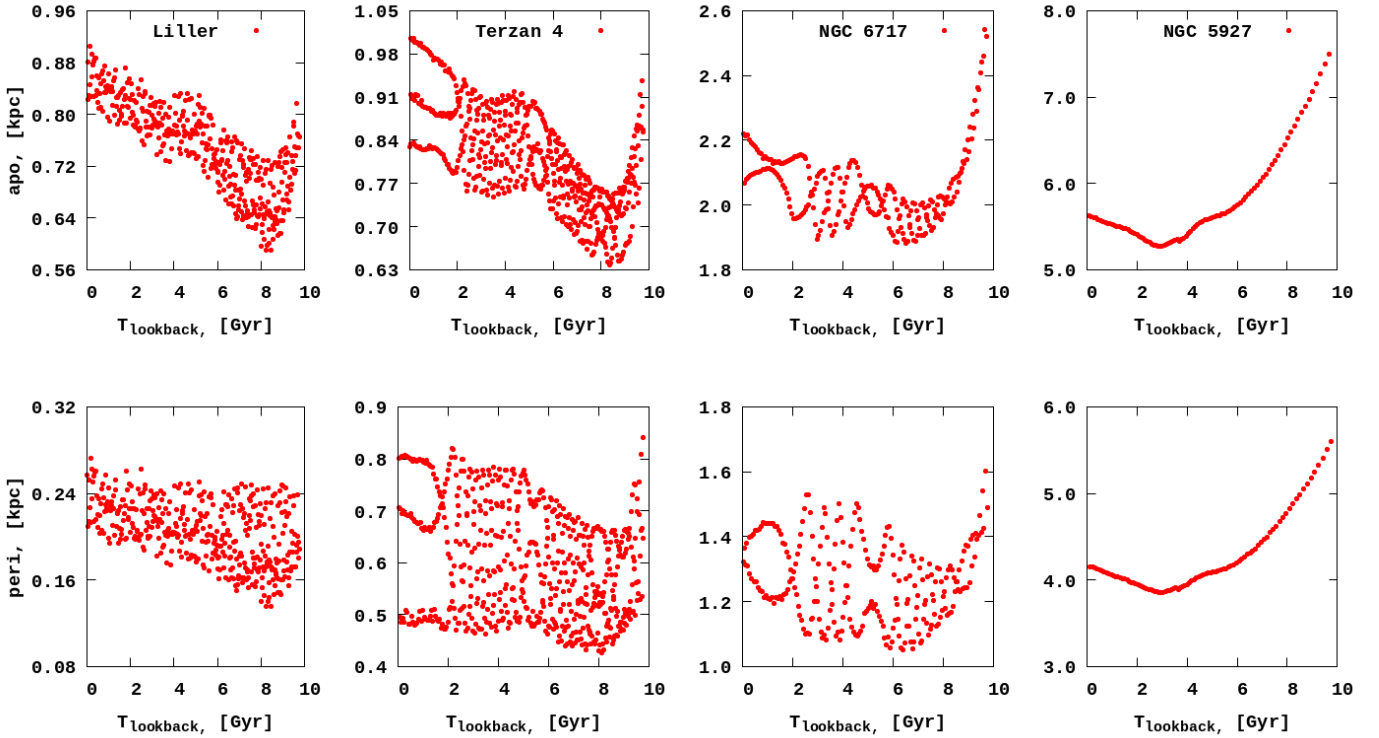 apo, [kpc]
0.96
0.88
0.80
0.72
0.64
0.56
Liller
0 2 4 6 8 10
Tlookback, [Gyr]
1.05
0.98
0.91
0.84
0.77
0.70
0.63
Terzan 4
0 2 4 6 8 10
Tlookback, [Gyr]
2.6
2.4
2.2
2.0
1.8
NGC 6717
0 2 4 6 8 10
Tlookback, [Gyr]
8.0
7.0
6.0
5.0
NGC 5927
0 2 4 6 8 10
Tlookback, [Gyr]
peri, [kpc]
0.32
0.24
0.16
0.08
0 2 4 6 8 10
Tlookback, [Gyr]
0.9
0.8
0.7
0.6
0.5
0.4
0 2 4 6 8 10
Tlookback, [Gyr]
1.8
1.6
1.4
1.2
1.0
0 2 4 6 8 10
Tlookback, [Gyr]
6.0
5.0
4.0
3.0
0 2 4 6 8 10
Tlookback, [Gyr]